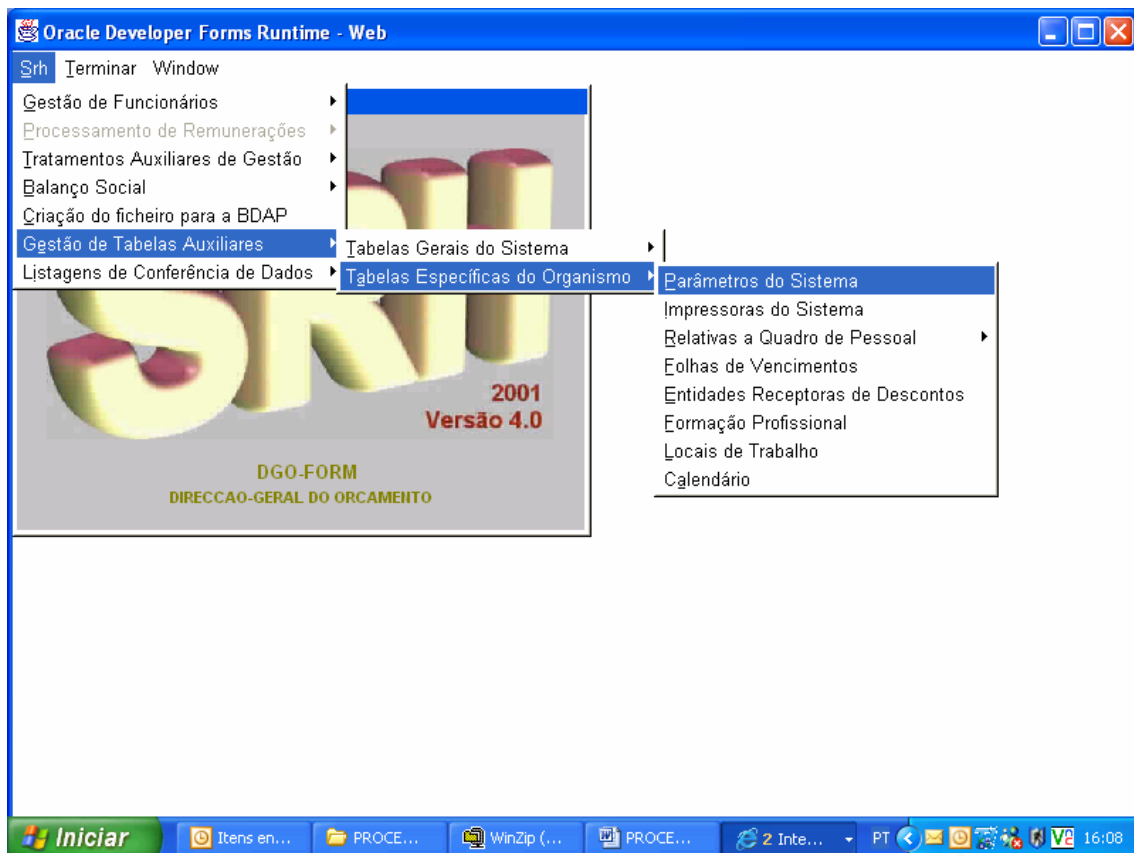 Oracle Developer Forms Runtime - Web
Srh Terminar Window
Gestão de Funcionários
Processamento de Remunerações
Tratamentos Auxiliares de Gestão
Balanço Social
Criação do ficheiro para a BDAP
Gestão de Tabelas Auxiliares
Listagens de Conferência de Dados
Tabelas Gerais do Sistema
Tabelas Específicas do Organismo
Parâmetros do Sistema
Impressoras do Sistema
Relativas a Quadro de Pessoal
Folhas de Vencimentos
Entidades Receptoras de Descontos
Formação Profissional
Locais de Trabalho
Calendário
SRH
2001
Versão 4.0
DGO-FORM
DIRECCAO-GERAL DO ORCAMENTO
Iniciar Itens en... PROCE... WinZip (... PROCE... 2 Inte... PT 16:08